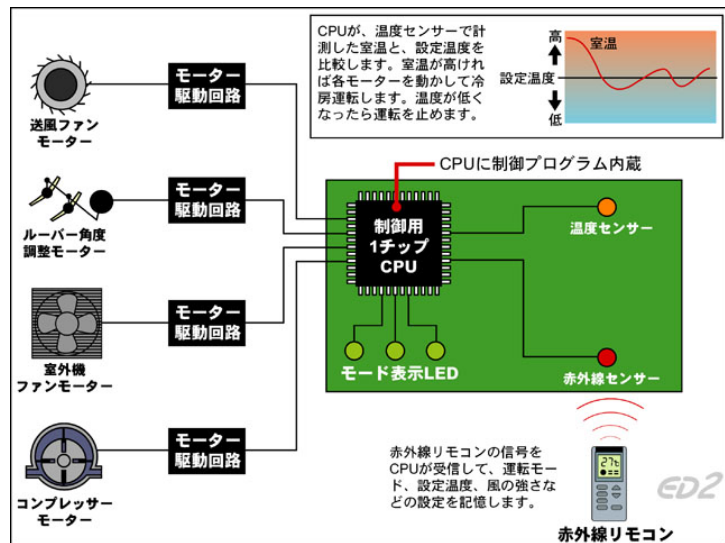 CPUが、温度センサーで計
測した室温と、設定温度を
比較します。室温が高けれ
ば各モーターを動かして冷
房運転します。温度が低く
なったら運転を止めます。
高
室温
設定温度
低
送風ファン
モーター
モーター
駆動回路
ルーバー角度
調整モーター
モーター
駆動回路
室外機
ファンモーター
モーター
駆動回路
コンプレッサー
モーター
モーター
駆動回路
CPUに制御プログラム内蔵
制御用
1チップ
CPU
温度センサー
モード表示LED
赤外線センサー
赤外線リモコンの信号を
CPUが受信して、運転モー
ド、設定温度、風の強さな
どの設定を記憶します。
27℃
赤外線リモコン
ED2